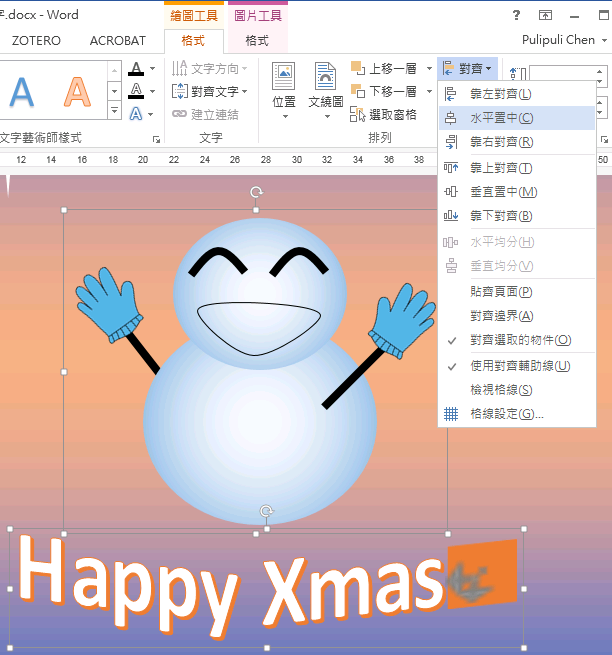 字.docx - Word
繪圖工具
圖片工具
?
ZOTERO
ACROBAT
格式
格式
Pulipuli Chen
A
A
A
A
A
文字方向
對齊文字
建立連結
位置
文繞圖
上移一層
下移一層
選取窗格
對齊
文字藝術師樣式
文字
排列
12 14 16 18 20 22 24 26 28 30 32 34 36 38 50
靠左對齊(L)
水平置中(C)
靠右對齊(R)
靠上對齊(T)
垂直置中(M)
靠下對齊(B)
水平均分(H)
垂直均分(V)
貼齊頁面(P)
對齊邊界(A)
對齊選取的物件(O)
使用對齊輔助線(U)
檢視格線(S)
格線設定(G)...
Happy Xmas